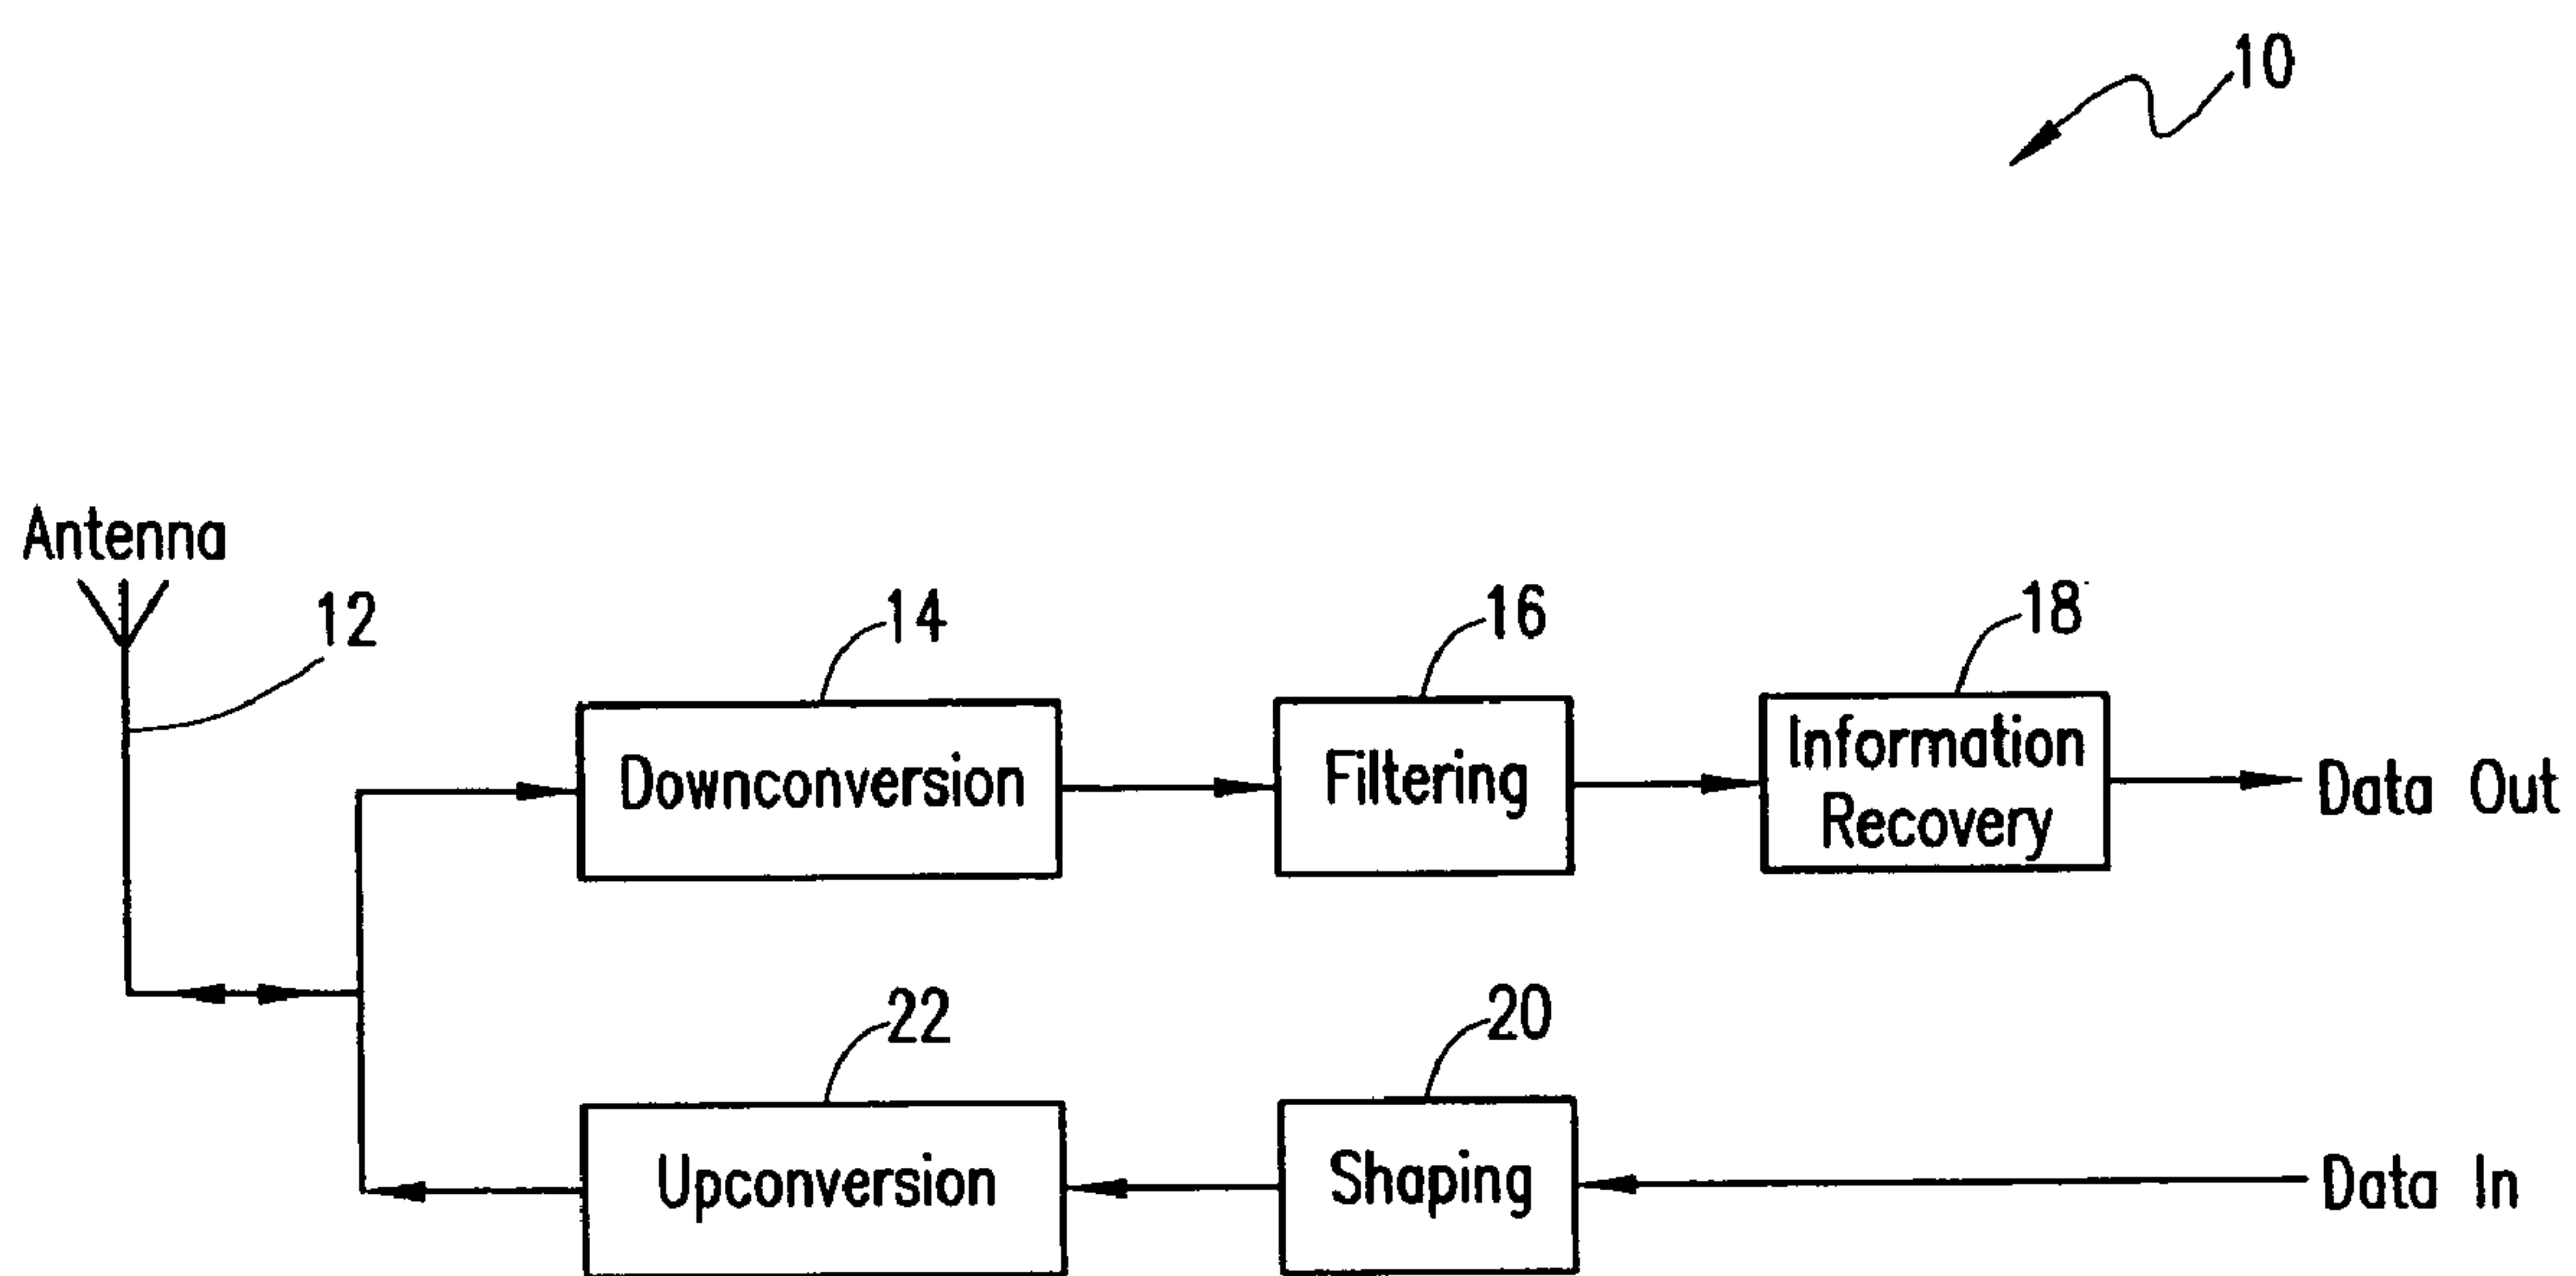 10
Antenna
12
14
16
18
Downconversion
Filtering
Information
Recovery
Data Out
22
20
Upconversion
Shaping
Data In